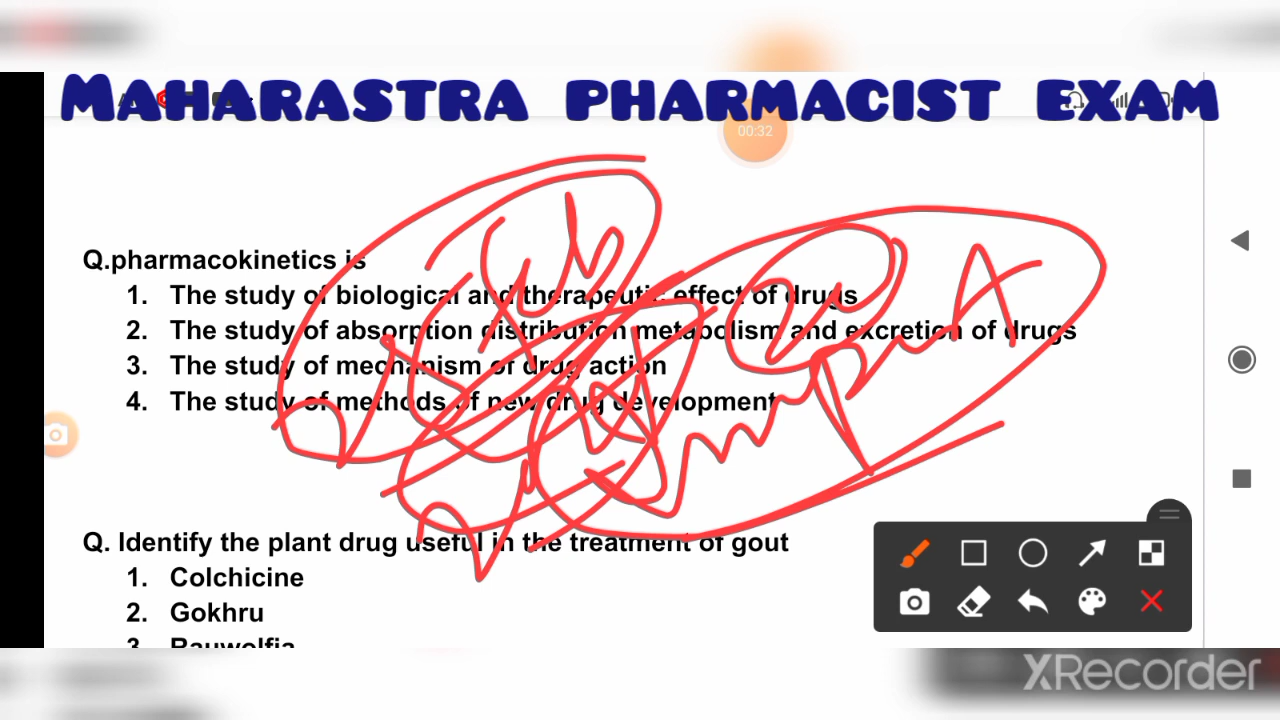 MAHARASTRA PHARMACIST EXAM
00:32
Q.pharmacokinetics is
1. The study of biological and therapeutic effect of drugs
2. The study of absorption distribution metabolism and excretion of drugs
3. The study of mechanism of drug action
4. The study of methods of new drug development
Q. Identify the plant drug useful in the treatment of gout
1. Colchicine
2. Gokhru
3. Rauwolfia
XRecorder